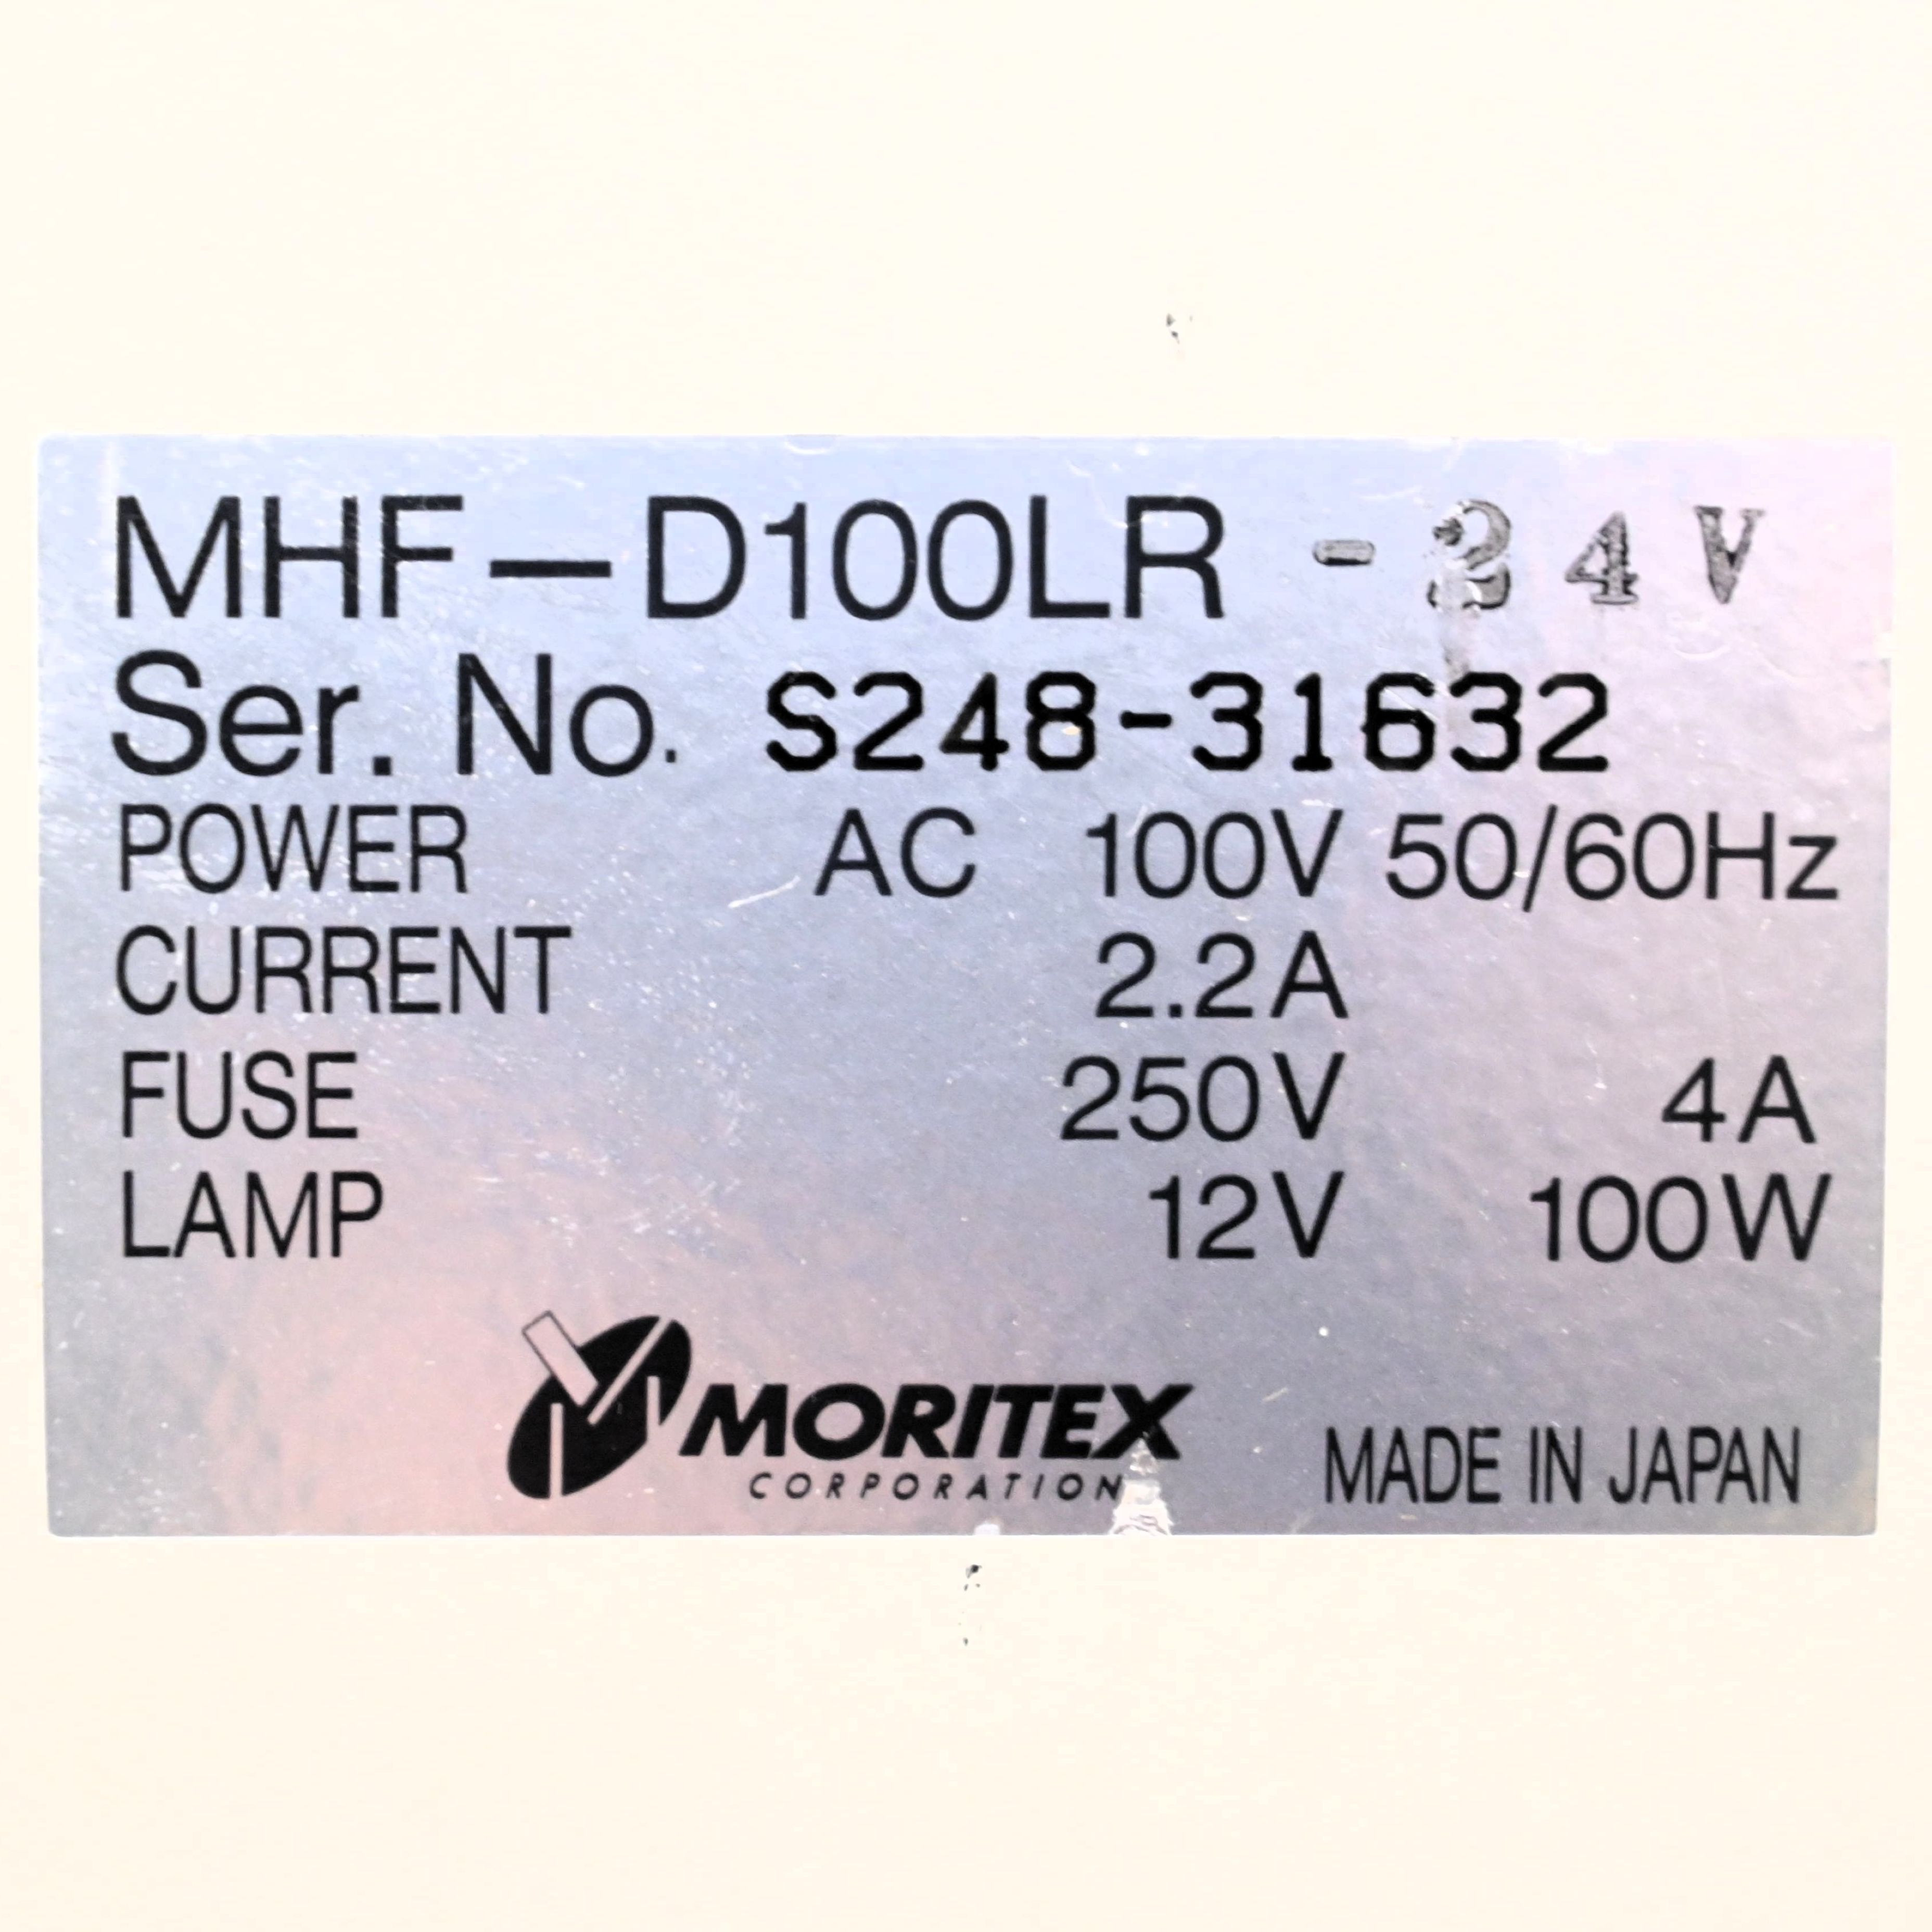 MHF-D100LR -24V
Ser. No. S248-31632
POWER AC 100V 50/60Hz
CURRENT 2.2A
FUSE 250V 4A
LAMP 12V 100W
MORITEX
CORPORATION
MADE IN JAPAN